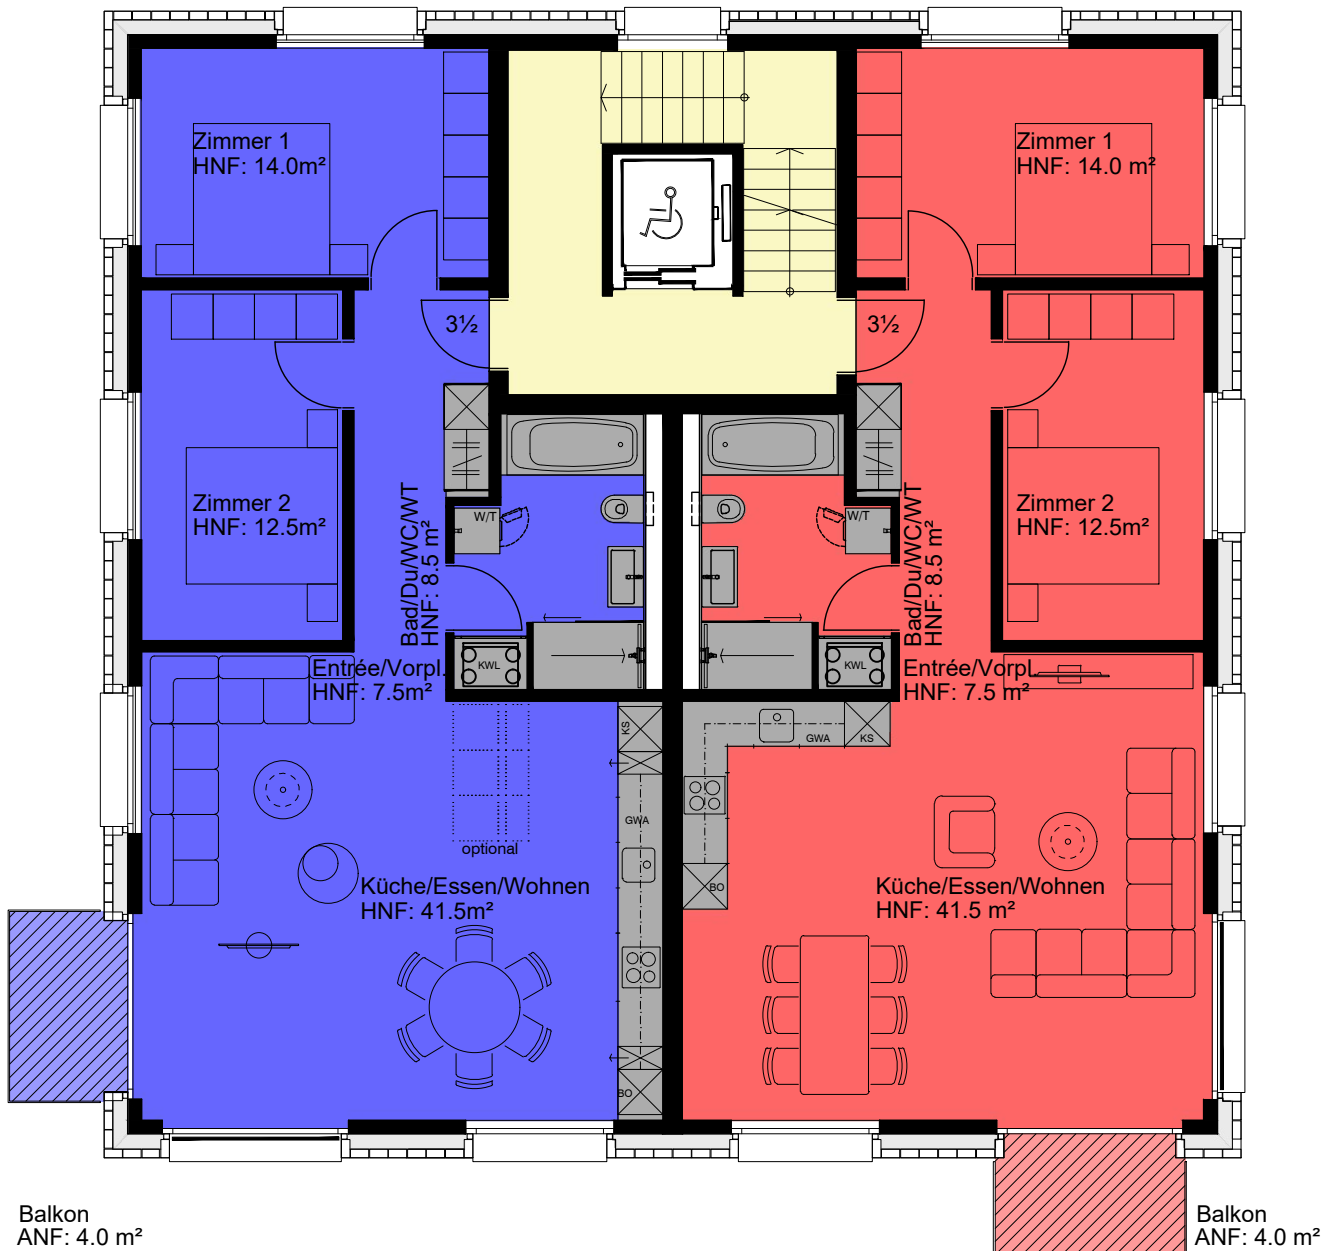 Zimmer 1
HNF: 14.0m²
Zimmer 1
HNF: 14.0 m²
3½
3½
Zimmer 2
HNF: 12.5m²
Bad/Du/WC/WT
HNF: 8.5 m²
W/T
W/T
Bad/Du/WC/WT
HNF: 8.5 m²
Zimmer 2
HNF: 12.5m²
Entrée/Vorpl.
HNF: 7.5m²
KWL
KWL
Entrée/Vorpl.
HNF: 7.5 m²
KS
GWA
KS
GWA
optional
Küche/Essen/Wohnen
HNF: 41.5m²
BO
Küche/Essen/Wohnen
HNF: 41.5 m²
BO
Balkon
ANF: 4.0 m²
Balkon
ANF: 4.0 m²